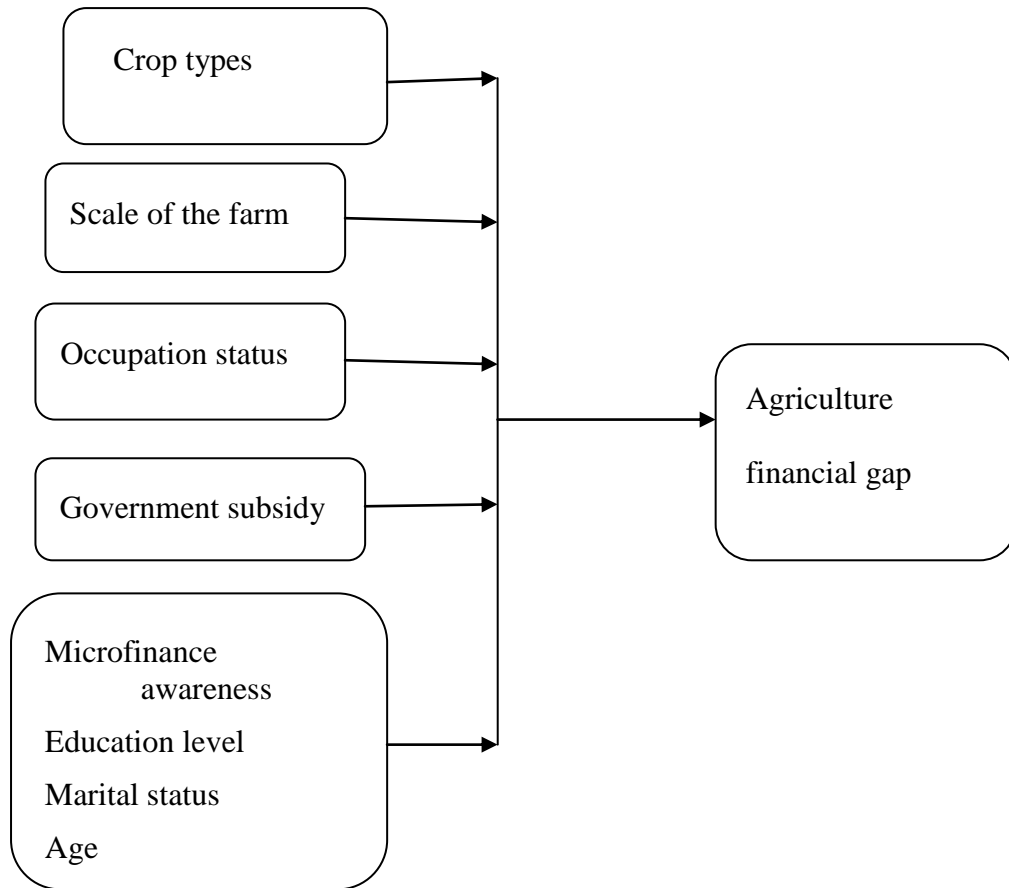 Crop types
Scale of the farm
Occupation status
Government subsidy
Microfinance
awareness
Education level
Marital status
Age
Agriculture
financial gap